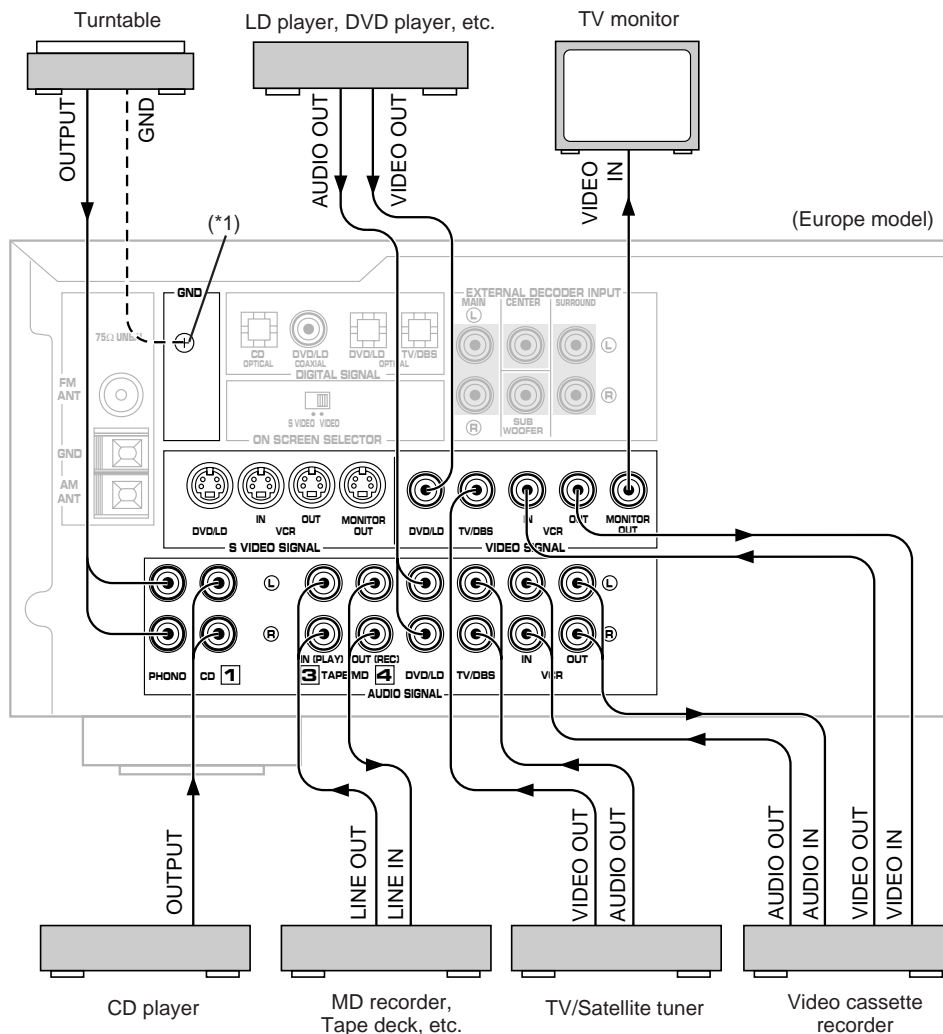 Turntable
LD player, DVD player, etc.
TV monitor
OUTPUT
GND
AUDIO OUT
VIDEO OUT
VIDEO
IN
(*1)
(Europe model)
GND
EXTERNAL DECODER INPUT
MAIN
CENTER
SURROUND
L
75Ω UNBAL.
CD
OPTICAL
DVD/LD
COAXIAL
DVD/LD
TV/DBS
OPTICAL
L
DIGITAL SIGNAL
FM
ANT
S VIDEO VIDEO
ON SCREEN SELECTOR
R
SUB
WOOFER
R
GND
AM
ANT
DVD/LD
IN
VCR
OUT
MONITOR
OUT
S VIDEO SIGNAL
DVD/LD
TV/DBS
IN
VCR
OUT
MONITOR
OUT
VIDEO SIGNAL
L
L
R
R
IN (PLAY)
OUT (REC)
IN
OUT
PHONO
CD 1
3 TAPE/MD 4
DVD/LD
TV/DBS
VCR
AUDIO SIGNAL
OUTPUT
LINE OUT
LINE IN
VIDEO OUT
AUDIO OUT
AUDIO OUT
AUDIO IN
VIDEO OUT
VIDEO IN
CD player
MD recorder,
Tape deck, etc.
TV/Satellite tuner
Video cassette
recorder